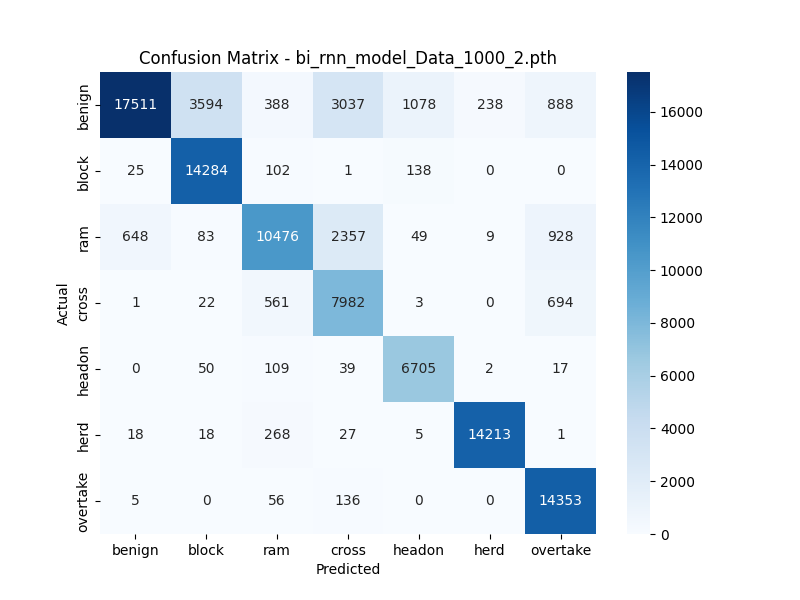 Confusion Matrix - bi_rnn_model_Data_1000_2.pth
benign 17511 3594 388 3037 1078 238 888
block 25 14284 102 1 138 0 0
ram 648 83 10476 2357 49 9 928
cross 1 22 561 7982 3 0 694
headon 0 50 109 39 6705 2 17
herd 18 18 268 27 5 14213 1
overtake 5 0 56 136 0 0 14353
Actual
benign block ram cross headon herd overtake
Predicted
16000
14000
12000
10000
8000
6000
4000
2000
0